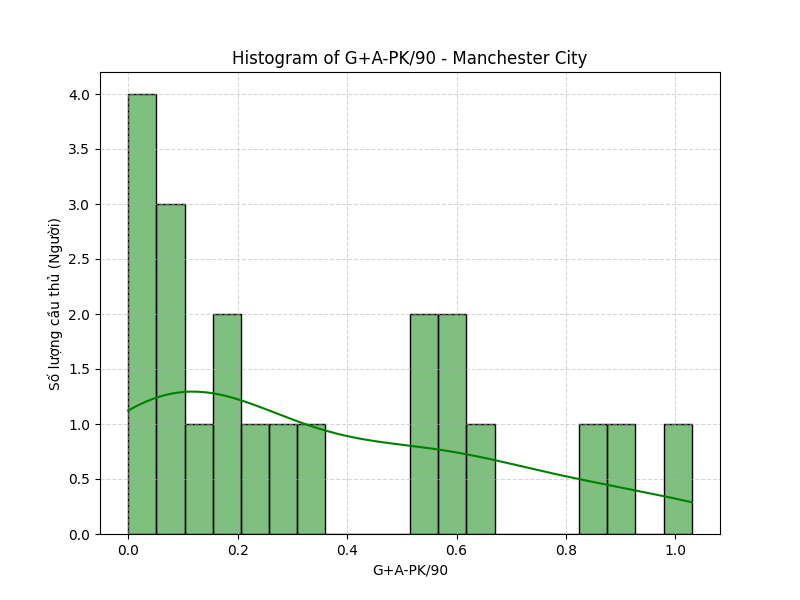 Histogram of G+A-PK/90 - Manchester City
4.0
3.5
3.0
2.5
2.0
1.5
1.0
0.5
0.0
Số lượng cầu thủ (Người)
0.0 0.2 0.4 0.6 0.8 1.0
G+A-PK/90